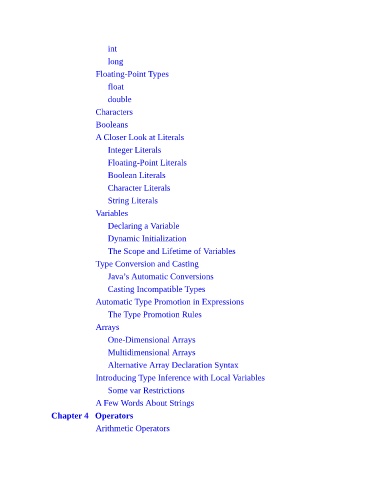 int
long
Floating-Point Types
float
double
Characters
Booleans
A Closer Look at Literals
Integer Literals
Floating-Point Literals
Boolean Literals
Character Literals
String Literals
Variables
Declaring a Variable
Dynamic Initialization
The Scope and Lifetime of Variables
Type Conversion and Casting
Java’s Automatic Conversions
Casting Incompatible Types
Automatic Type Promotion in Expressions
The Type Promotion Rules
Arrays
One-Dimensional Arrays
Multidimensional Arrays
Alternative Array Declaration Syntax
Introducing Type Inference with Local Variables
Some var Restrictions
A Few Words About Strings
Chapter 4 Operators
Arithmetic Operators